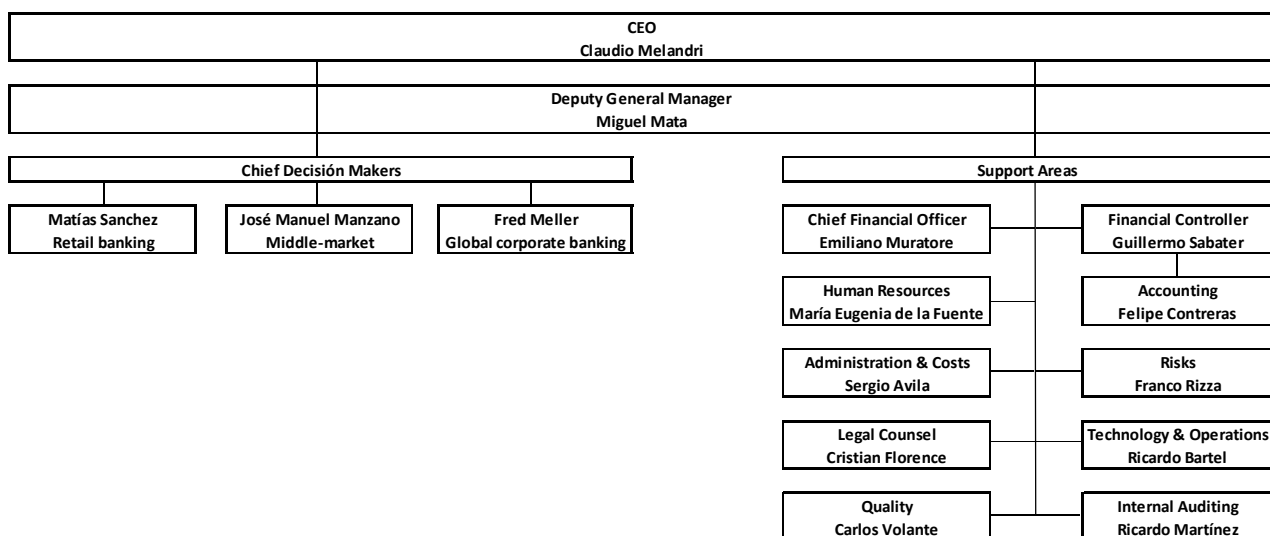 CEO
Claudio Melandri
Deputy General Manager
Miguel Mata
Chief Decisión Makers
Support Areas
Matías Sanchez
Retail banking
José Manuel Manzano
Middle-market
Fred Meller
Global corporate banking
Chief Financial Officer
Emiliano Muratore
Financial Controller
Guillermo Sabater
Human Resources
María Eugenia de la Fuente
Accounting
Felipe Contreras
Administration & Costs
Sergio Avila
Risks
Franco Rizza
Legal Counsel
Cristian Florence
Technology & Operations
Ricardo Bartel
Quality
Carlos Volante
Internal Auditing
Ricardo Martínez